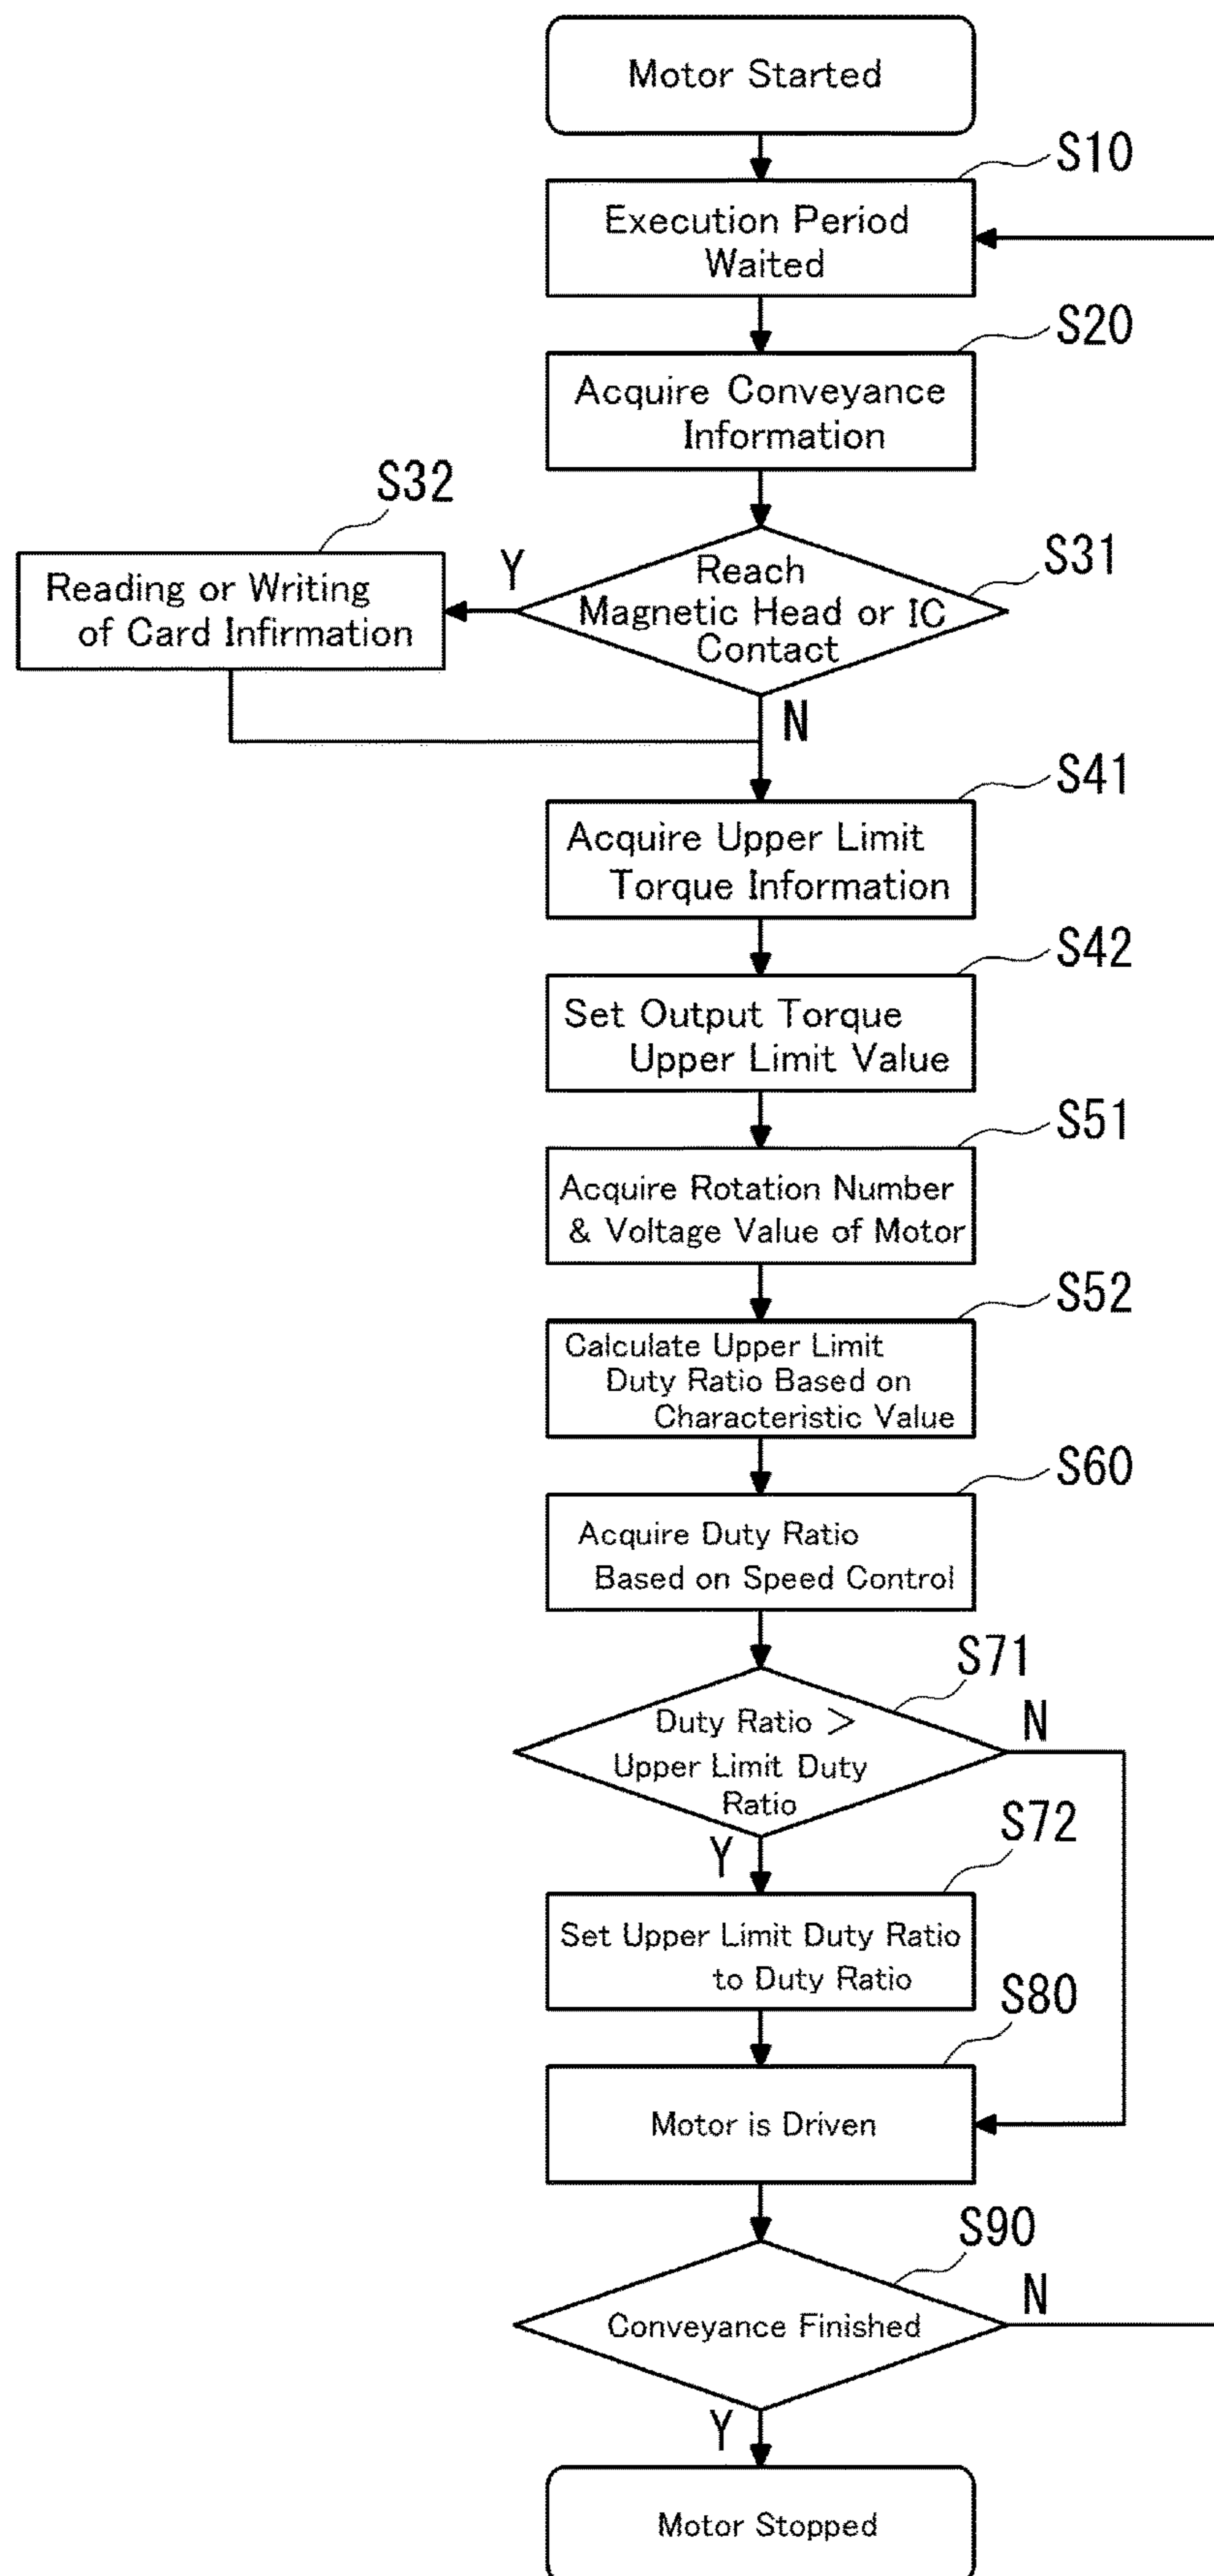 Motor Started
S10
Execution Period
Waited
S20
Acquire Conveyance
Information
S32
Reading or Writing
of Card Infirmation
Y
S31
Reach
Magnetic Head or IC
Contact
N
S41
Acquire Upper Limit
Torque Information
S42
Set Output Torque
Upper Limit Value
S51
Acquire Rotation Number
& Voltage Value of Motor
S52
Calculate Upper Limit
Duty Ratio Based on
Characteristic Value
S60
Acquire Duty Ratio
Based on Speed Control
S71
Duty Ratio >
Upper Limit Duty
Ratio
N
Y
S72
Set Upper Limit Duty Ratio
to Duty Ratio
S80
Motor is Driven
S90
Conveyance Finished
N
Y
Motor Stopped